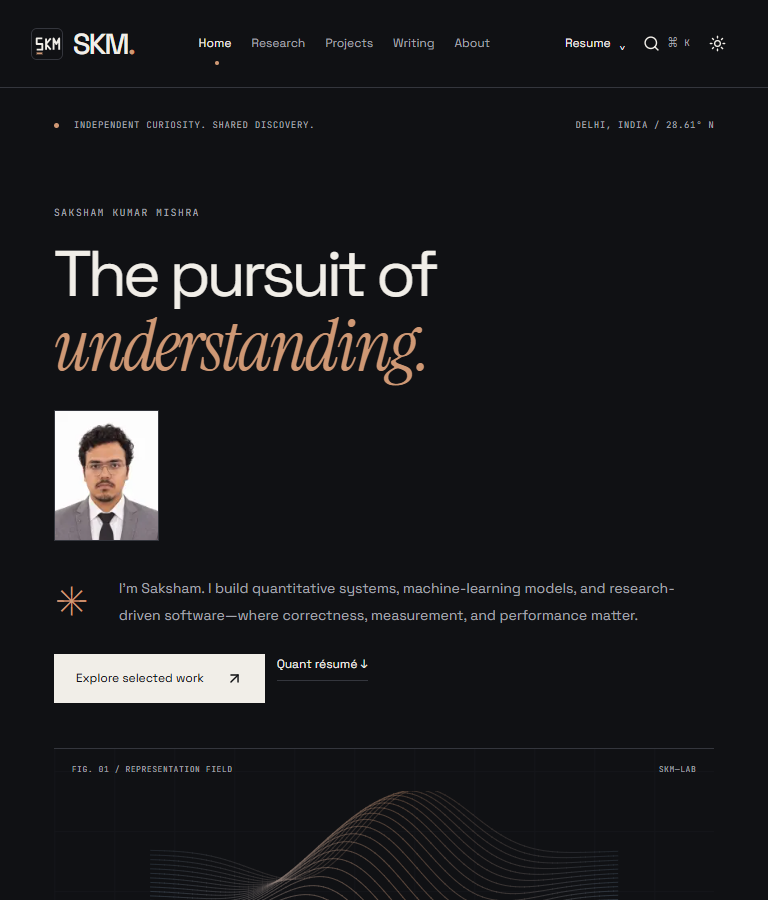 SKM SKM.
Home Research Projects Writing About
Resume ⌘ K
INDEPENDENT CURIOSITY. SHARED DISCOVERY.
DELHI, INDIA / 28.61° N
SAKSHAM KUMAR MISHRA
The pursuit of
understanding.
I'm Saksham. I build quantitative systems, machine-learning models, and research-
driven software—where correctness, measurement, and performance matter.
Explore selected work
Quant résumé ↓
FIG. 01 / REPRESENTATION FIELD
SKM—LAB